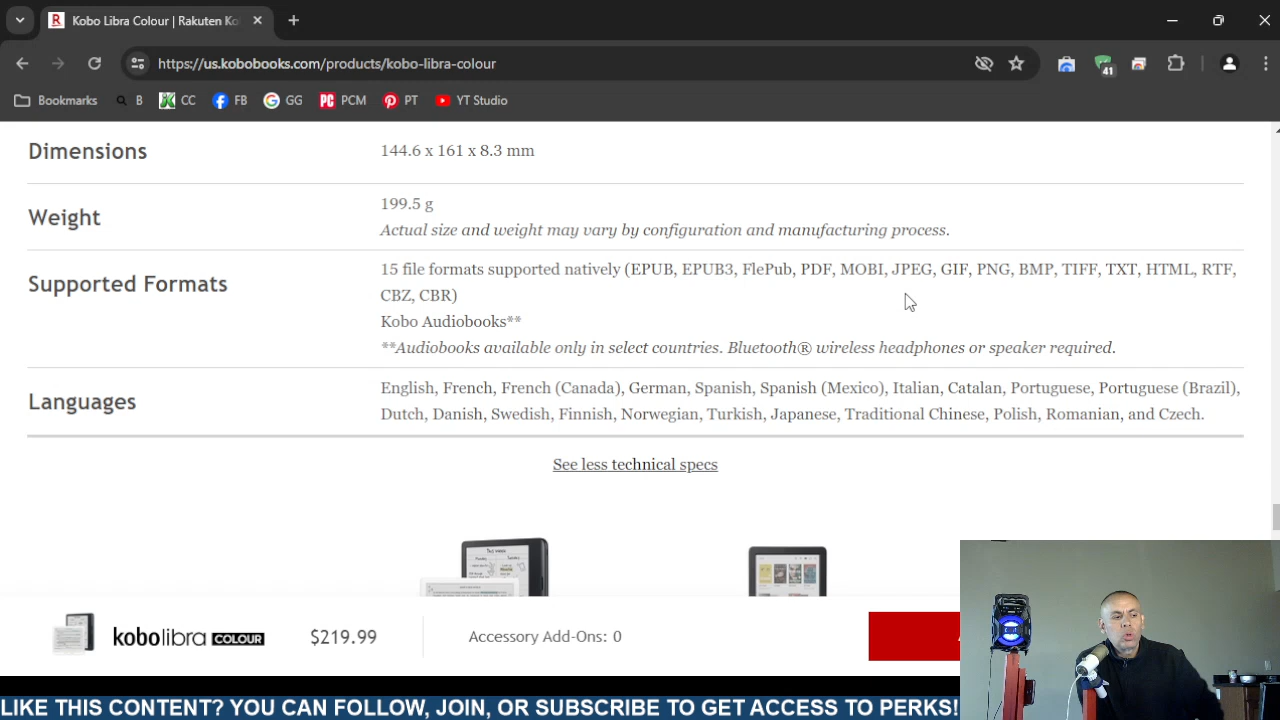 Kobo Libra Colour | Rakuten Ko
https://us.kobobooks.com/products/kobo-libra-colour
41
Bookmarks B CC FB GG PCM PT YT Studio
Dimensions
144.6 x 161 x 8.3 mm
Weight
199.5 g
Actual size and weight may vary by configuration and manufacturing process.
Supported Formats
15 file formats supported natively (EPUB, EPUB3, FlePub, PDF, MOBI, JPEG, GIF, PNG, BMP, TIFF, TXT, HTML, RTF,
CBZ, CBR)
Kobo Audiobooks**
**Audiobooks available only in select countries. Bluetooth® wireless headphones or speaker required.
Languages
English, French, French (Canada), German, Spanish, Spanish (Mexico), Italian, Catalan, Portuguese, Portuguese (Brazil),
Dutch, Danish, Swedish, Finnish, Norwegian, Turkish, Japanese, Traditional Chinese, Polish, Romanian, and Czech.
See less technical specs
kobo libra COLOUR $219.99 Accessory Add-Ons: 0
LIKE THIS CONTENT? YOU CAN FOLLOW, JOIN, OR SUBSCRIBE TO GET ACCESS TO PERKS!